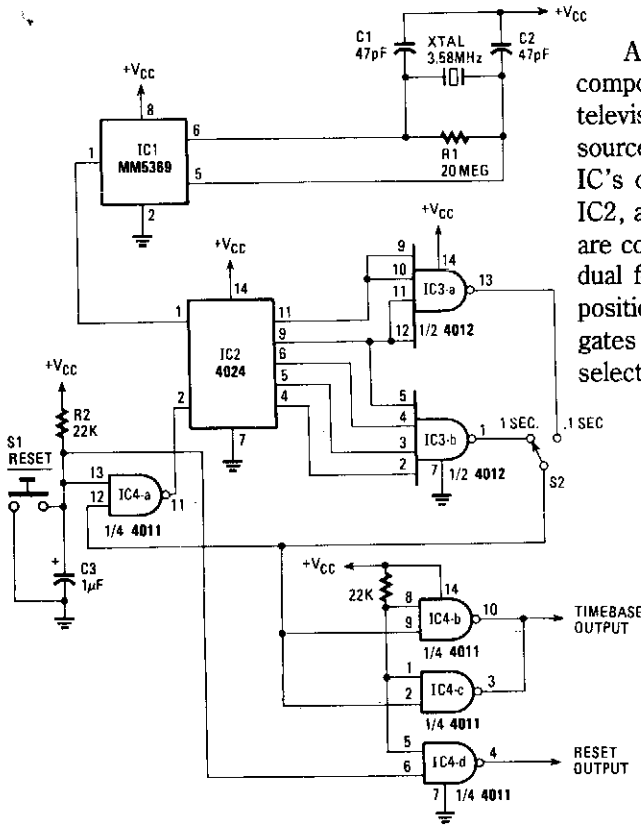 +VCC
C1
47pF
XTAL
3.58MHz
C2
47pF
+VCC
8
1
IC1
MM5369
6
5
2
R1
20 MEG
A
compo
televis
source
IC's o
IC2, a
are co
dual f
positio
gates
select
+VCC
14
1
IC2
4024
2
7
11
9
6
5
4
+VCC
14
9
10
11
12
IC3-a
13
1/2 4012
5
4
3
2
IC3-b
1
7
1/2 4012
1 SEC.
.1 SEC
S2
+VCC
R2
22K
S1
RESET
13
12
IC4-a
11
1/4 4011
+
C3
1µF
+VCC
22K
14
8
9
IC4-b
10
1/4 4011
TIMEBASE
OUTPUT
1
2
IC4-c
3
1/4 4011
5
6
IC4-d
4
7
1/4 4011
RESET
OUTPUT